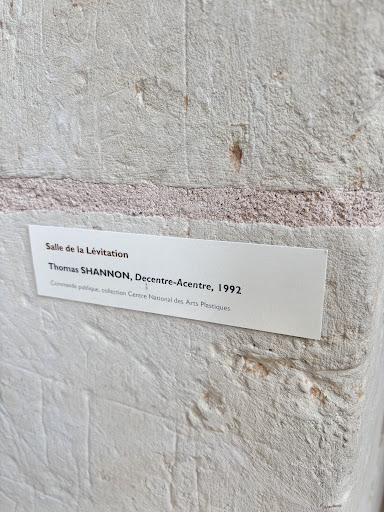 Salle de la Lévitation
Thomas SHANNON, Decentre-Acentre, 1992
Commande publique, collection Centre National des Arts Plastiques